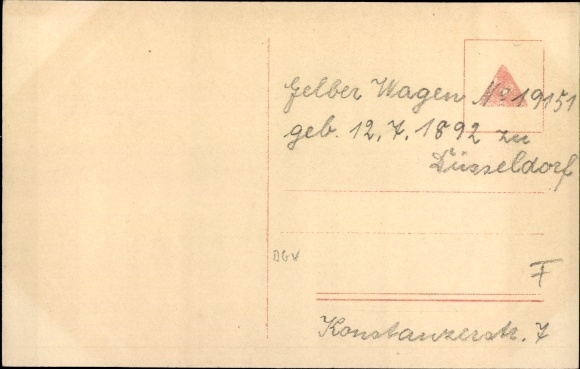 Gelber Wagen No 19151
geb. 12.7.1892 zu
Düsseldorf
DGV
F
Konstanzerstr. 7